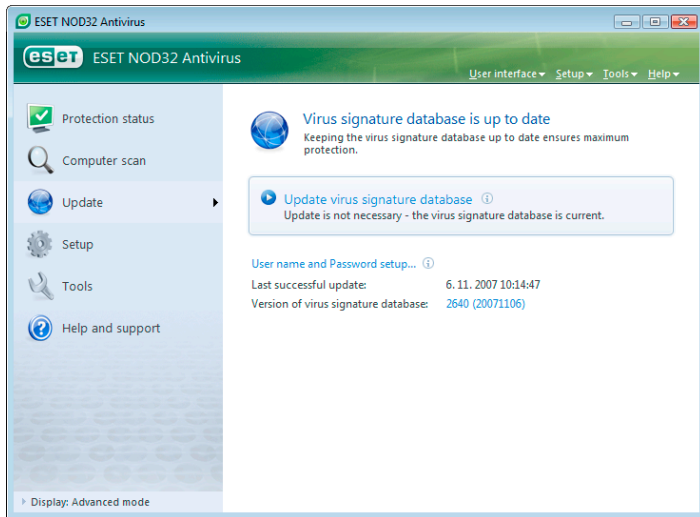 ESET NOD32 Antivirus
eseT ESET NOD32 Antivirus
User interface Setup Tools Help
Protection status
Computer scan
Update
Setup
Tools
Help and support
Display: Advanced mode
Virus signature database is up to date
Keeping the virus signature database up to date ensures maximum
protection.
Update virus signature database
Update is not necessary - the virus signature database is current.
User name and Password setup...
Last successful update: 6. 11. 2007 10:14:47
Version of virus signature database: 2640 (20071106)